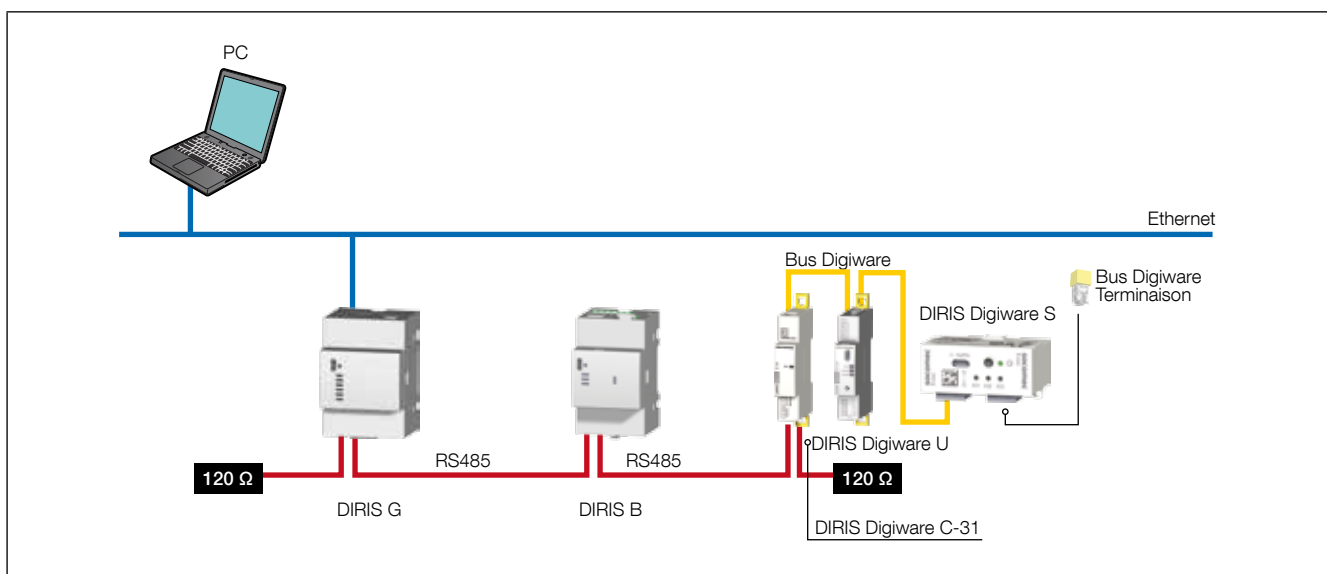 PC
Ethernet
Bus Digiware
Bus Digiware
Terminaison
DIRIS Digiware S
DIRIS Digiware U
RS485
RS485
120 Ω
120 Ω
DIRIS G
DIRIS B
DIRIS Digiware C-31